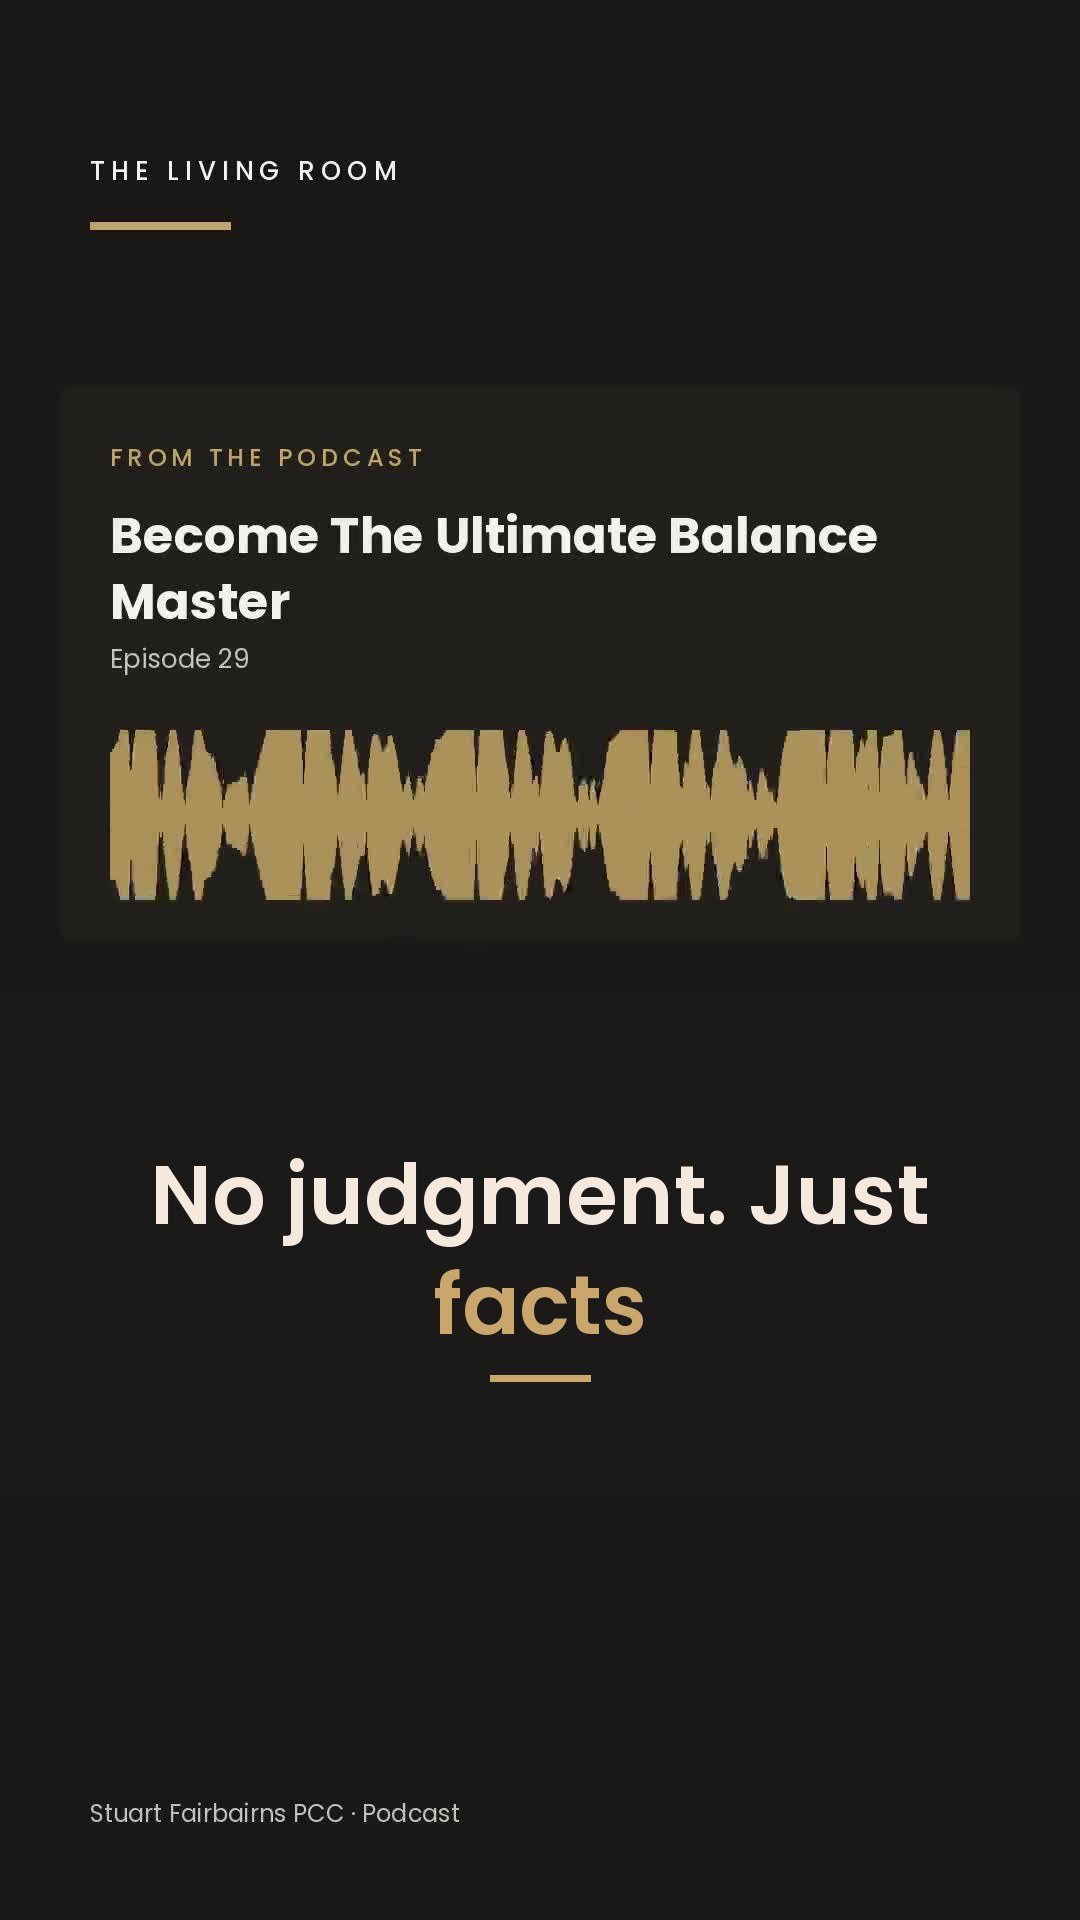 THE LIVING ROOM
FROM THE PODCAST
Become The Ultimate Balance
Master
Episode 29
No judgment. Just
facts
Stuart Fairbairns PCC · Podcast